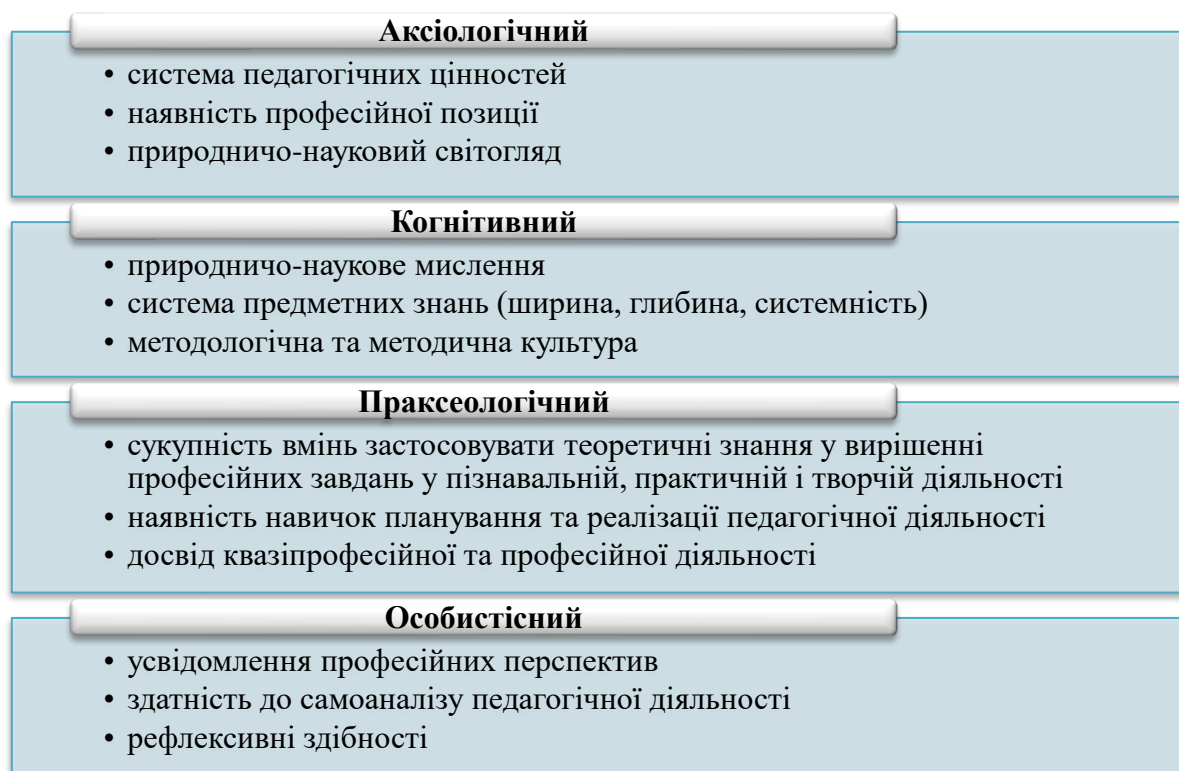 Аксіологічний
• система педагогічних цінностей
• наявність професійної позиції
• природничо-науковий світогляд
Когнітивний
• природничо-наукове мислення
• система предметних знань (ширина, глибина, системність)
• методологічна та методична культура
Праксеологічний
• сукупність вмінь застосовувати теоретичні знання у вирішенні
професійних завдань у пізнавальній, практичній і творчій діяльності
• наявність навичок планування та реалізації педагогічної діяльності
• досвід квазіпрофесійної та професійної діяльності
Особистісний
• усвідомлення професійних перспектив
• здатність до самоаналізу педагогічної діяльності
• рефлексивні здібності